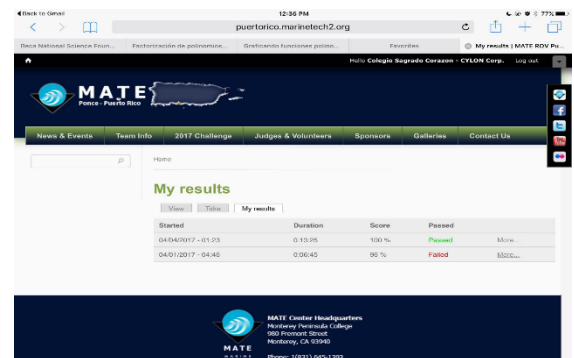 Back to Gmail 12:36 PM 77%
puertorico.marinetech2.org
Beca National Science Foun... Factorización de polinomios... Graficando funciones polino... Favorites My results | MATE ROV Pu...
Hello Colegio Sagrado Corazon - CYLON Corp. Log out
MATE
Ponce - Puerto Rico
News & Events Team Info 2017 Challenge Judges & Volunteers Sponsors Galleries Contact Us
Home
My results
View Take My results
Started Duration Score Passed
04/04/2017 - 01:23 0:13:25 100 % Passed More...
04/01/2017 - 04:45 0:06:45 95 % Failed More...
MATE Center Headquarters
Monterey Peninsula College
980 Fremont Street
Monterey, CA 93940
MATE